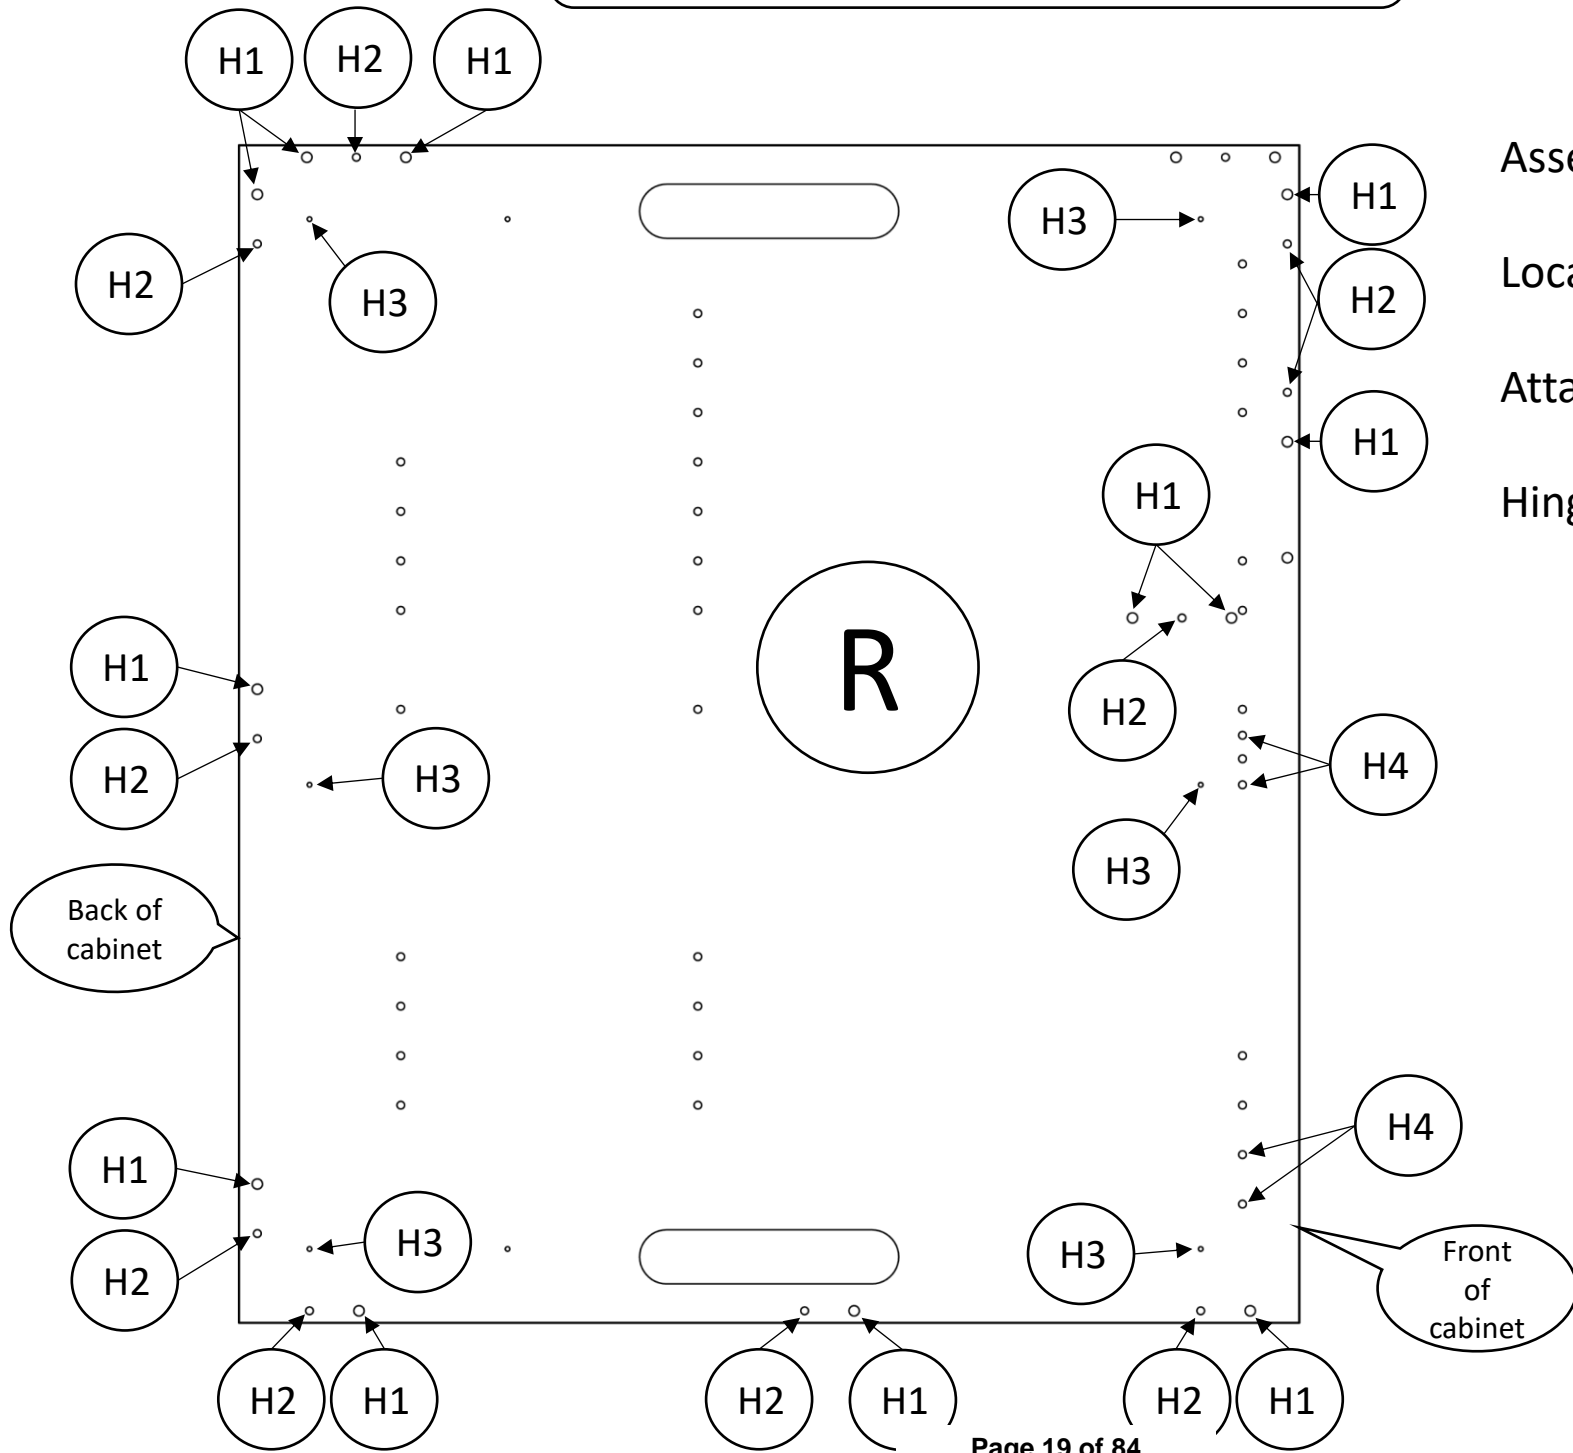 H1 H2 H1
H1
H3
H2
H2
H3
H1
H1
H1
H2
H2
H3
H4
H3
Back of
cabinet
H4
H1
H3
H3
H2
Front
of
cabinet
H2 H1 H2 H1 H2 H1
R
Asse
Loca
Atta
Hing
Page 19 of 84